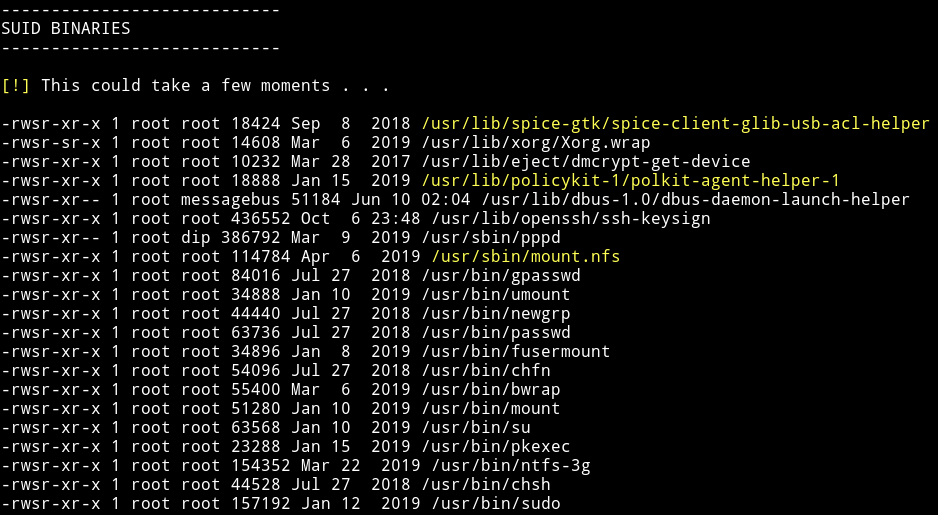 ----------------------------
SUID BINARIES
----------------------------
[!] This could take a few moments . . .
-rwsr-xr-x 1 root root 18424 Sep  8  2018 /usr/lib/spice-gtk/spice-client-glib-usb-acl-helper
-rwsr-sr-x 1 root root 14608 Mar  6  2019 /usr/lib/xorg/Xorg.wrap
-rwsr-xr-x 1 root root 10232 Mar 28  2017 /usr/lib/eject/dmcrypt-get-device
-rwsr-xr-x 1 root root 18888 Jan 15  2019 /usr/lib/policykit-1/polkit-agent-helper-1
-rwsr-xr-- 1 root messagebus 51184 Jun 10 02:04 /usr/lib/dbus-1.0/dbus-daemon-launch-helper
-rwsr-xr-x 1 root root 436552 Oct  6 23:48 /usr/lib/openssh/ssh-keysign
-rwsr-xr-- 1 root dip 386792 Mar  9  2019 /usr/sbin/pppd
-rwsr-xr-x 1 root root 114784 Apr  6  2019 /usr/sbin/mount.nfs
-rwsr-xr-x 1 root root 84016 Jul 27  2018 /usr/bin/gpasswd
-rwsr-xr-x 1 root root 34888 Jan 10  2019 /usr/bin/umount
-rwsr-xr-x 1 root root 44440 Jul 27  2018 /usr/bin/newgrp
-rwsr-xr-x 1 root root 63736 Jul 27  2018 /usr/bin/passwd
-rwsr-xr-x 1 root root 34896 Jan  8  2019 /usr/bin/fusermount
-rwsr-xr-x 1 root root 54096 Jul 27  2018 /usr/bin/chfn
-rwsr-xr-x 1 root root 55400 Mar  6  2019 /usr/bin/bwrap
-rwsr-xr-x 1 root root 51280 Jan 10  2019 /usr/bin/mount
-rwsr-xr-x 1 root root 63568 Jan 10  2019 /usr/bin/su
-rwsr-xr-x 1 root root 23288 Jan 15  2019 /usr/bin/pkexec
-rwsr-xr-x 1 root root 154352 Mar 22  2019 /usr/bin/ntfs-3g
-rwsr-xr-x 1 root root 44528 Jul 27  2018 /usr/bin/chsh
-rwsr-xr-x 1 root root 157192 Jan 12  2019 /usr/bin/sudo